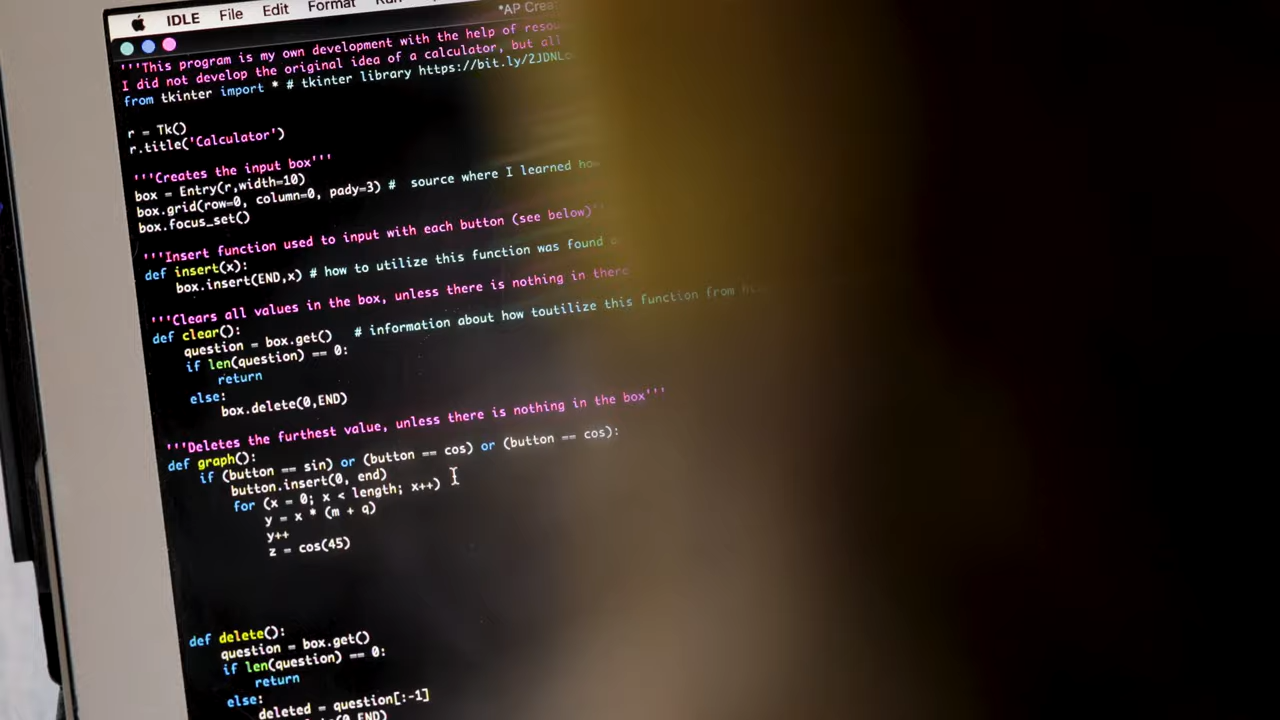 IDLE File Edit Format Run
*AP Crea
'''This program is my own development with the help of
I did not develop the original idea of a calculator, but all
from tkinter import * # tkinter library https://bit.ly/2JDNL
r = Tk()
r.title('Calculator')
'''Creates the input box'''
box = Entry(r,width=10)
box.grid(row=0, column=0, pady=3) # source where I learned
box.focus_set()
'''Insert function used to input with each button (see below)'''
def insert(x):
box.insert(END,x) # how to utilize this function was found
'''Clears all values in the box, unless there is nothing in there
def clear():
question = box.get() # information about how toutilize this function from
if len(question) == 0:
return
else:
box.delete(0,END)
'''Deletes the furthest value, unless there is nothing in the box'''
def graph():
if (button == sin) or (button == cos) or (button == cos):
button.insert(0, end)
for (x = 0; x < length; x++)
y = x * (m + q)
y++
z = cos(45)
def delete():
question = box.get()
if len(question) == 0:
return
else:
deleted = question[:-1]